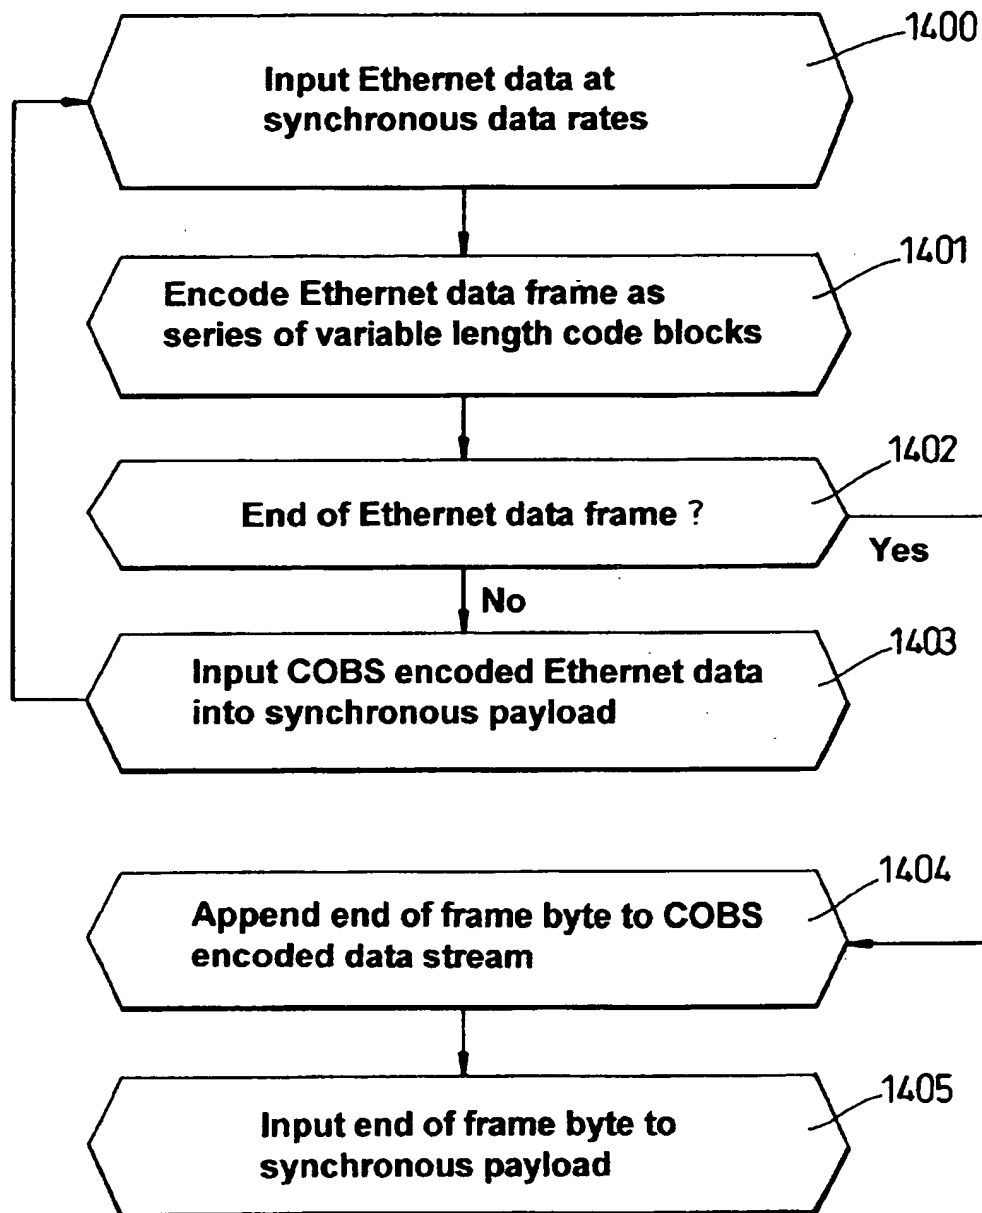 1400
Input Ethernet data at
synchronous data rates
1401
Encode Ethernet data frame as
series of variable length code blocks
1402
End of Ethernet data frame ?
Yes
No
1403
Input COBS encoded Ethernet data
into synchronous payload
1404
Append end of frame byte to COBS
encoded data stream
1405
Input end of frame byte to
synchronous payload